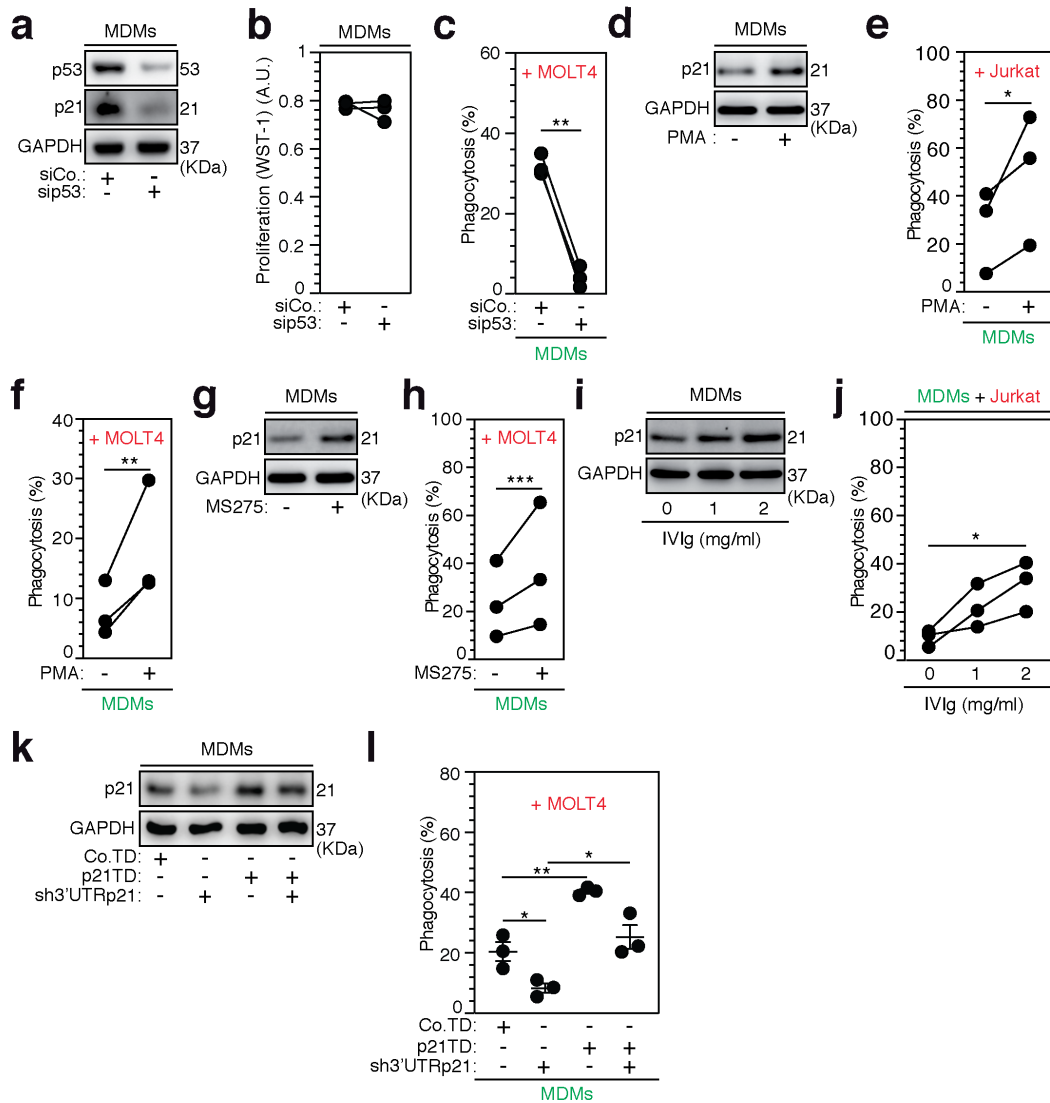 a
MDMs
p53
53
p21
21
GAPDH
37
(KDa)
siCo.: + -
sip53: - +
b
MDMs
Proliferation (WST-1) (A.U.)
1
0.8
0.6
0.4
0.2
0
siCo.: + -
sip53: - +
c
60
+ MOLT4
**
40
20
0
Phagocytosis (%)
siCo.: + -
sip53: - +
MDMs
d
MDMs
p21
21
GAPDH
37
(KDa)
PMA : - +
e
100
+ Jurkat
*
80
60
40
20
0
Phagocytosis (%)
PMA: - +
MDMs
f
40
+ MOLT4
**
30
20
10
0
Phagocytosis (%)
PMA: - +
MDMs
g
MDMs
p21
21
GAPDH
37
(KDa)
MS275: - +
h
100
+ MOLT4
80
***
60
40
20
0
Phagocytosis (%)
MS275: - +
MDMs
i
MDMs
p21
21
GAPDH
37
(KDa)
0 1 2
IVIg (mg/ml)
j
MDMs + Jurkat
100
80
60
*
40
20
0
Phagocytosis (%)
0 1 2
IVIg (mg/ml)
k
MDMs
p21
21
GAPDH
37
(KDa)
Co.TD: + - - -
p21TD: - - + +
sh3'UTRp21: - + - +
l
80
+ MOLT4
60
*
**
40
*
20
0
Phagocytosis (%)
Co.TD: + - - -
p21TD: - - + +
sh3'UTRp21: - + - +
MDMs